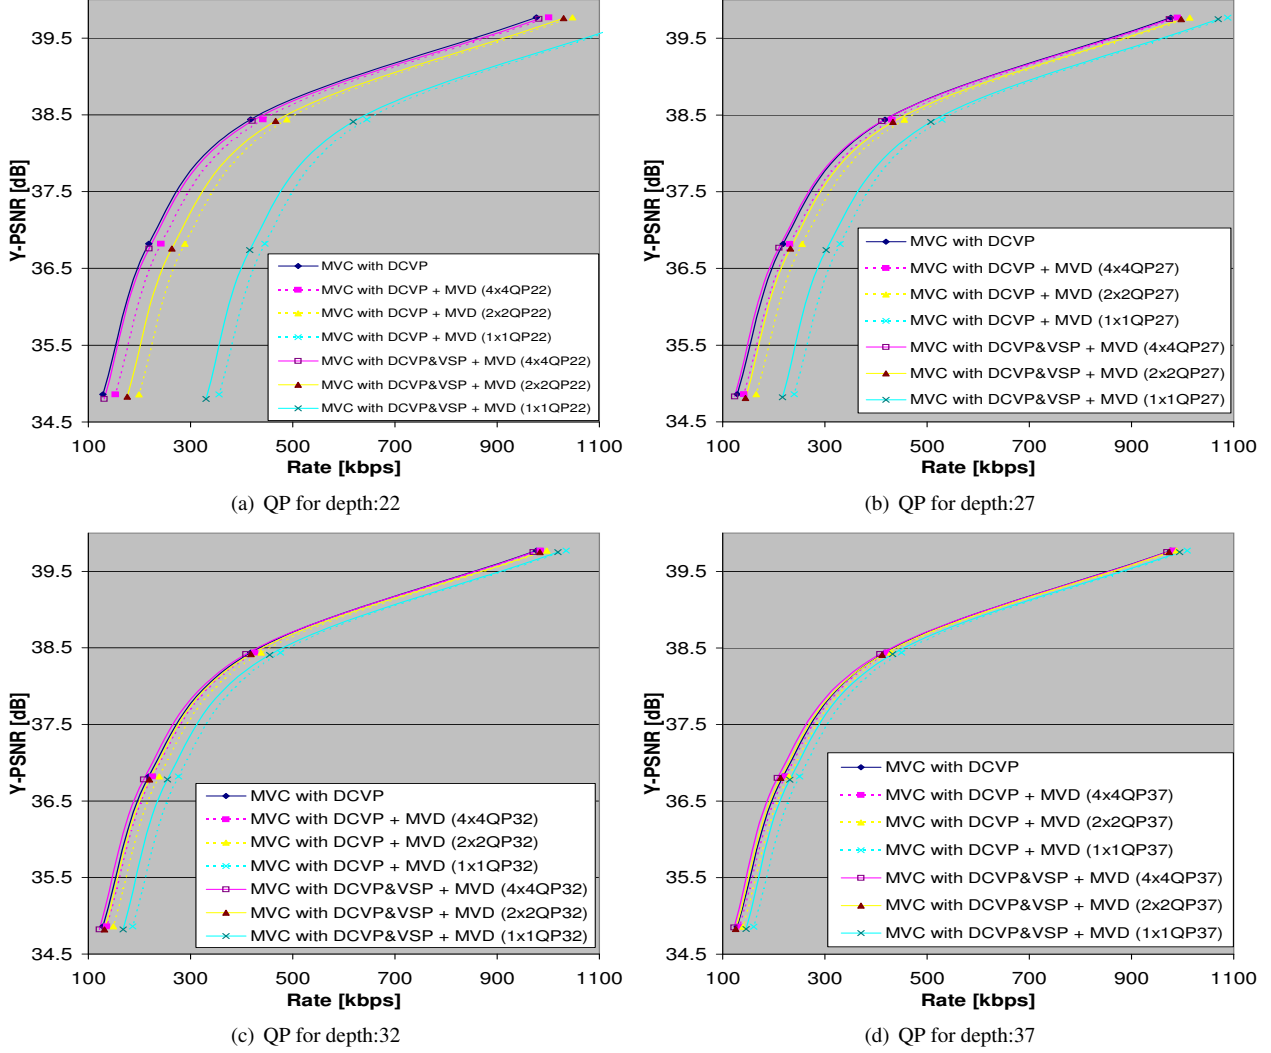 39.5
38.5
37.5
36.5
35.5
34.5
Y-PSNR [dB]
MVC with DCVP
MVC with DCVP + MVD (4x4QP22)
MVC with DCVP + MVD (2x2QP22)
MVC with DCVP + MVD (1x1QP22)
MVC with DCVP&VSP + MVD (4x4QP22)
MVC with DCVP&VSP + MVD (2x2QP22)
MVC with DCVP&VSP + MVD (1x1QP22)
100 300 500 700 900 1100
Rate [kbps]
(a) QP for depth:22
39.5
38.5
37.5
36.5
35.5
34.5
Y-PSNR [dB]
MVC with DCVP
MVC with DCVP + MVD (4x4QP27)
MVC with DCVP + MVD (2x2QP27)
MVC with DCVP + MVD (1x1QP27)
MVC with DCVP&VSP + MVD (4x4QP27)
MVC with DCVP&VSP + MVD (2x2QP27)
MVC with DCVP&VSP + MVD (1x1QP27)
100 300 500 700 900 1100
Rate [kbps]
(b) QP for depth:27
39.5
38.5
37.5
36.5
35.5
34.5
Y-PSNR [dB]
MVC with DCVP
MVC with DCVP + MVD (4x4QP32)
MVC with DCVP + MVD (2x2QP32)
MVC with DCVP + MVD (1x1QP32)
MVC with DCVP&VSP + MVD (4x4QP32)
MVC with DCVP&VSP + MVD (2x2QP32)
MVC with DCVP&VSP + MVD (1x1QP32)
100 300 500 700 900 1100
Rate [kbps]
(c) QP for depth:32
39.5
38.5
37.5
36.5
35.5
34.5
Y-PSNR [dB]
MVC with DCVP
MVC with DCVP + MVD (4x4QP37)
MVC with DCVP + MVD (2x2QP37)
MVC with DCVP + MVD (1x1QP37)
MVC with DCVP&VSP + MVD (4x4QP37)
MVC with DCVP&VSP + MVD (2x2QP37)
MVC with DCVP&VSP + MVD (1x1QP37)
100 300 500 700 900 1100
Rate [kbps]
(d) QP for depth:37